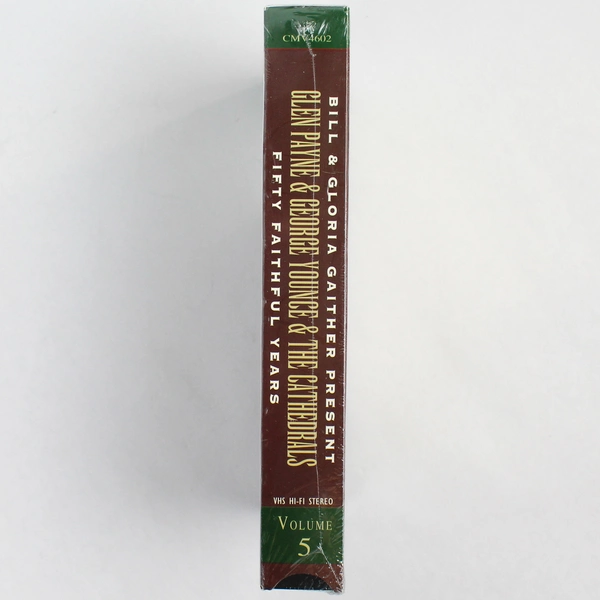 CMV4602
BILL & GLORIA GAITHER PRESENT
GLEN PAYNE & GEORGE YOUNCE & THE CATHEDRALS
FIFTY FAITHFUL YEARS
VHS HI-FI STEREO
VOLUME
5